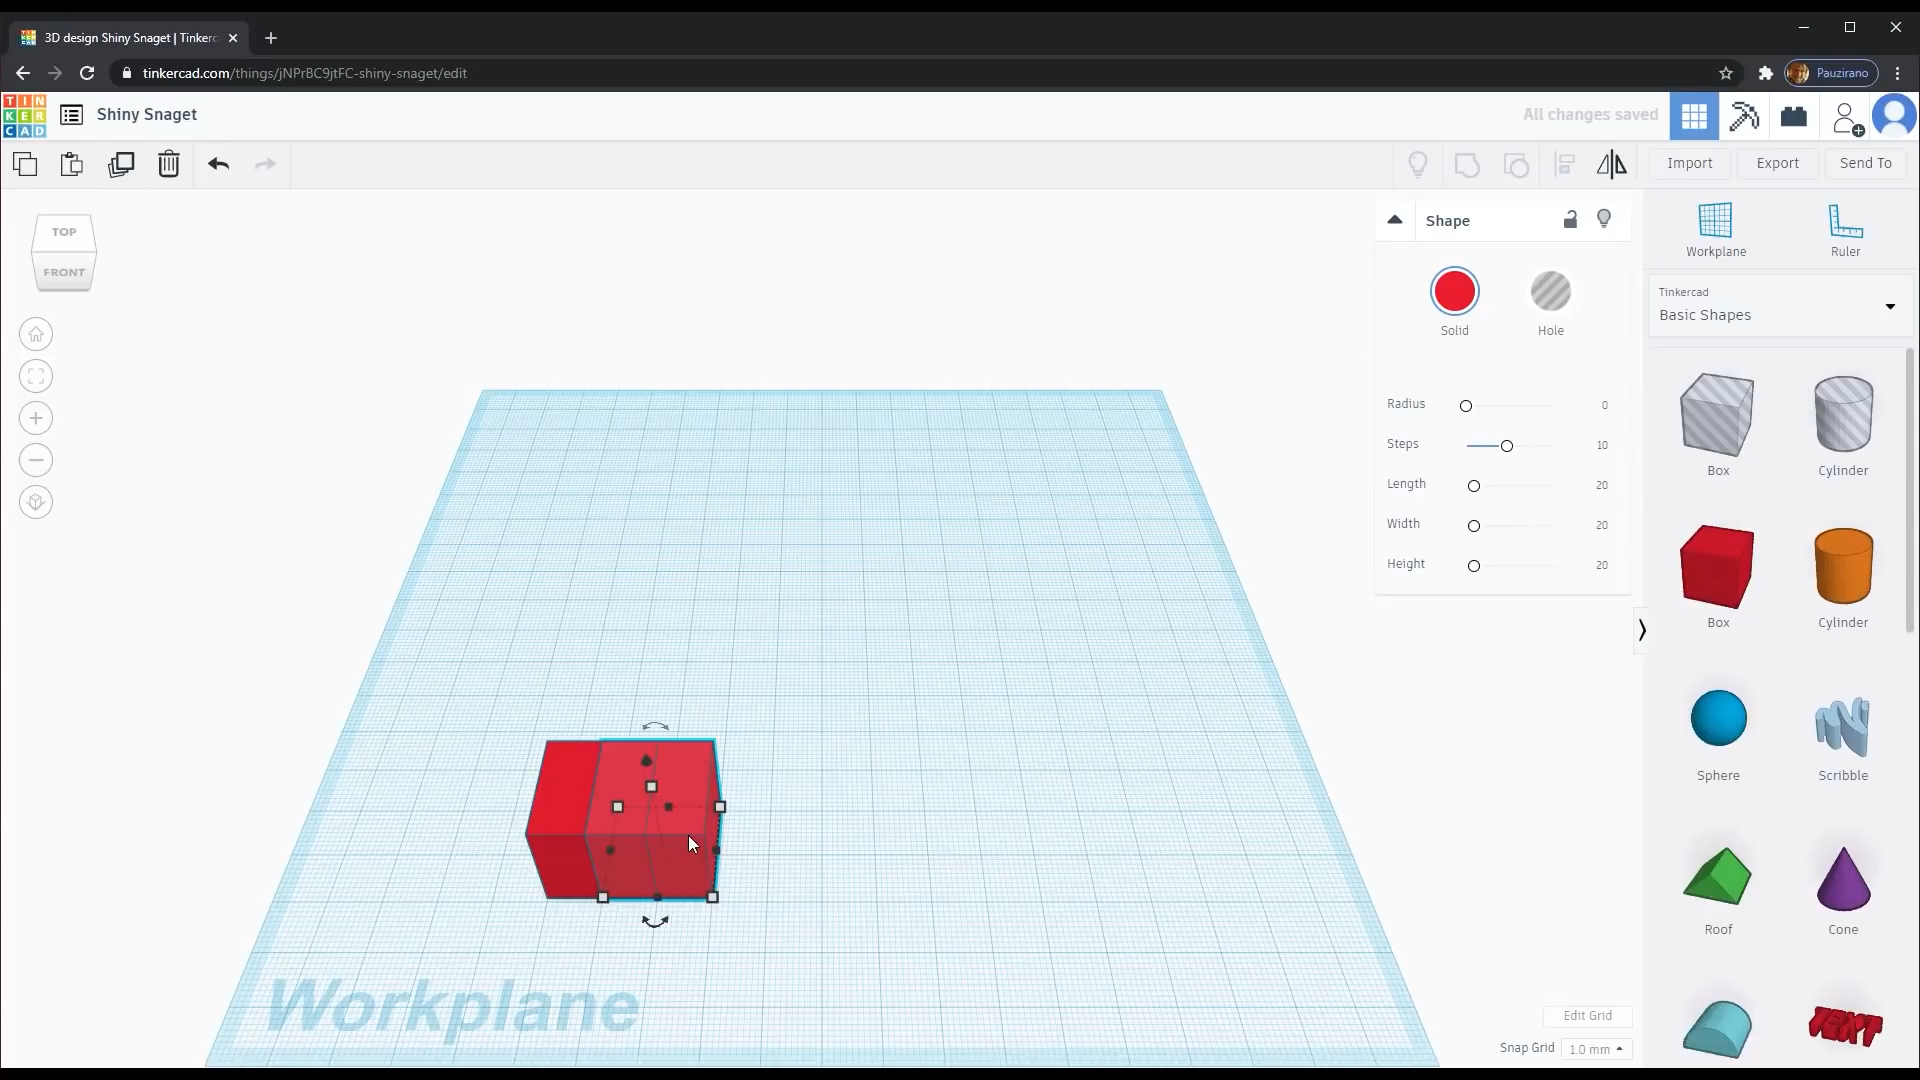 3D design Shiny Snaget | Tinkerc
tinkercad.com/things/jNPrBC9jtFC-shiny-snaget/edit
Pauzirano
TIN
KER
CAD
Shiny Snaget
All changes saved
Import
Export
Send To
TOP
FRONT
Shape
Solid
Hole
Radius
0
Steps
10
Length
20
Width
20
Height
20
Workplane
Ruler
Tinkercad
Basic Shapes
Box
Cylinder
Box
Cylinder
Sphere
Scribble
Roof
Cone
TEXT
Workplane
Edit Grid
Snap Grid
1.0 mm